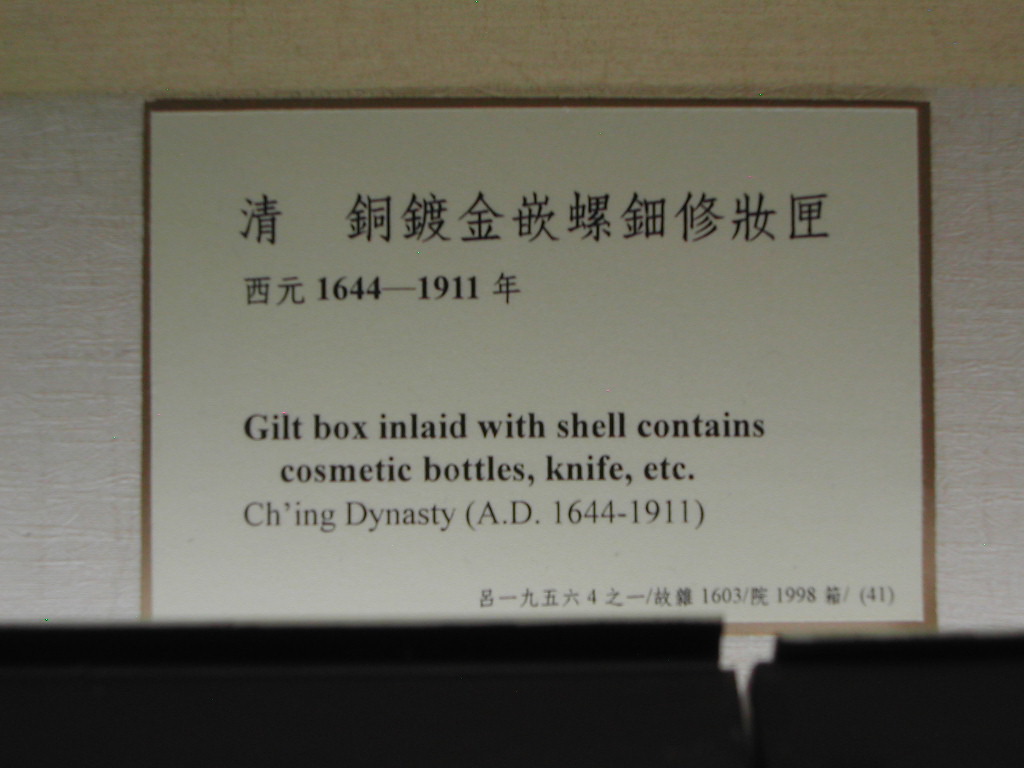 清　銅鍍金嵌螺鈿修妝匣
西元 1644—1911 年
Gilt box inlaid with shell contains
cosmetic bottles, knife, etc.
Ch'ing Dynasty (A.D. 1644-1911)
呂一九五六 4 之一/故雜 1603/院 1998 箱/ (41)